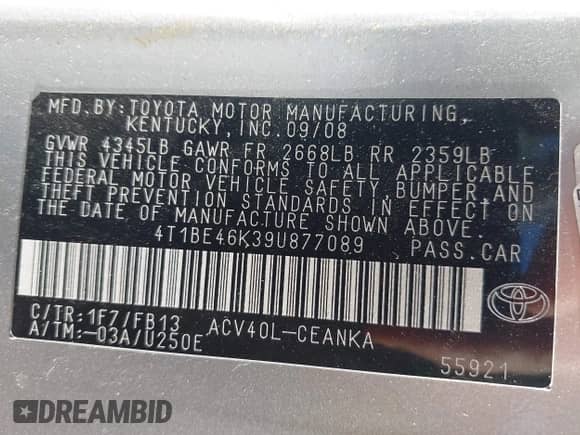 MFD.BY:TOYOTA MOTOR MANUFACTURING,
KENTUCKY, INC.09/08
GVWR 4345LB GAWR FR 2668LB RR 2359LB
THIS VEHICLE CONFORMS TO ALL APPLICABLE
FEDERAL MOTOR VEHICLE SAFETY, BUMPER,AND
THEFT PREVENTION STANDARDS IN EFFECT ON
THE DATE OF MANUFACTURE SHOWN ABOVE.
4T1BE46K39U877089 PASS.CAR
C/TR:1F7/FB13 ACV40L-CEANKA
A/TM:-03A/U250E
55921
DREAMBID